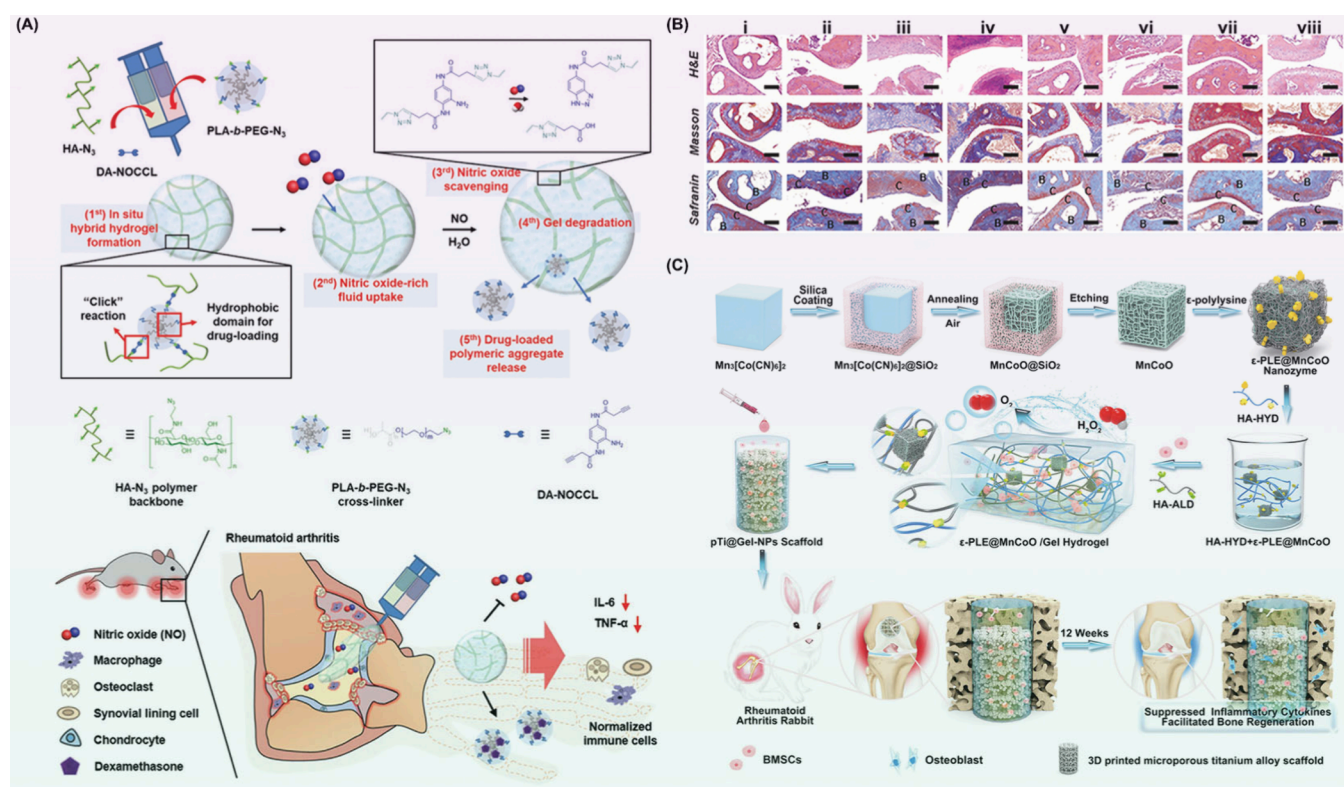 (A)
HA-N₃
DA-NOCCL
PLA-b-PEG-N₃
(1ˢᵗ) In situ
hybrid hydrogel
formation
(2ⁿᵈ) Nitric oxide-rich
fluid uptake
NO
H₂O
(3ʳᵈ) Nitric oxide
scavenging
(4ᵗʰ) Gel degradation
(5ᵗʰ) Drug-loaded
polymeric aggregate
release
“Click”
reaction
Hydrophobic
domain for
drug-loading
HA-N₃ polymer
backbone
PLA-b-PEG-N₃
cross-linker
DA-NOCCL
Rheumatoid arthritis
Nitric oxide (NO)
Macrophage
Osteoclast
Synovial lining cell
Chondrocyte
Dexamethasone
IL-6
TNF-α
Normalized
immune cells
(B)
i ii iii iv v vi vii viii
H&E
Masson
Safranin
(C)
Silica
Coating
Annealing
Air
Etching
ε-polylysine
Mn₃[Co(CN)₆]₂
Mn₃[Co(CN)₆]₂@SiO₂
MnCoO@SiO₂
MnCoO
ε-PLE@MnCoO
Nanozyme
HA-HYD
O₂
H₂O₂
HA-ALD
pTi@Gel-NPs Scaffold
ε-PLE@MnCoO /Gel Hydrogel
HA-HYD+ε-PLE@MnCoO
12 Weeks
Rheumatoid
Arthritis Rabbit
Suppressed Inflammatory Cytokines
Facilitated Bone Regeneration
BMSCs
Osteoblast
3D printed microporous titanium alloy scaffold